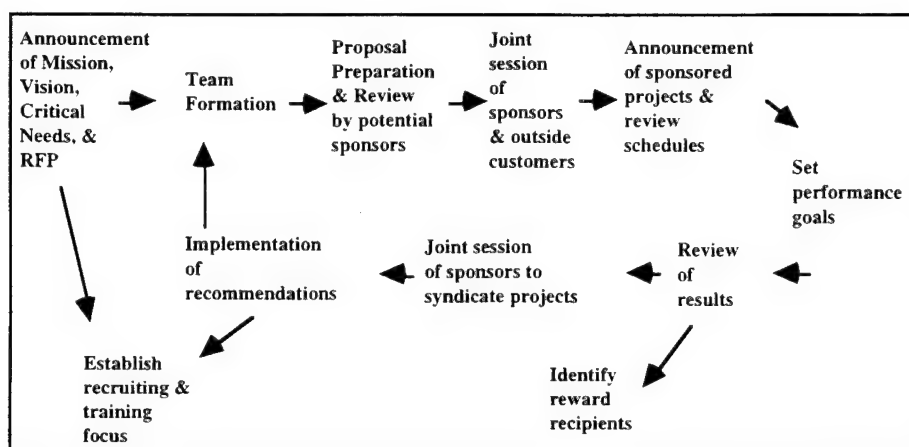 Announcement
of Mission,
Vision,
Critical
Needs, &
RFP
Team
Formation
Proposal
Preparation
& Review
by potential
sponsors
Joint
session
of
sponsors
& outside
customers
Announcement
of sponsored
projects &
review
schedules
Set
performance
goals
Review
of
results
Joint session
of sponsors to
syndicate projects
Implementation
of
recommendations
Establish
recruiting &
training
focus
Identify
reward
recipients